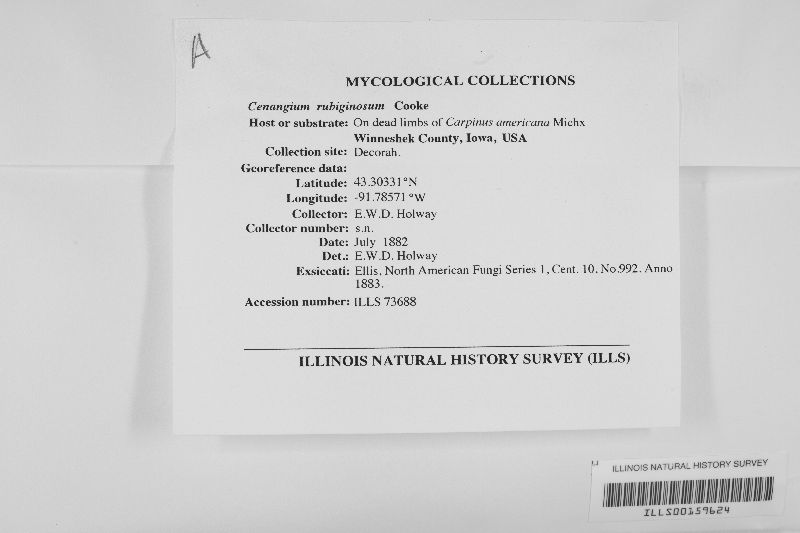 A
MYCOLOGICAL COLLECTIONS
Cenangium rubiginosum Cooke
Host or substrate: On dead limbs of Carpinus americana Michx
Winneshek County, Iowa, USA
Collection site: Decorah.
Georeference data:
Latitude: 43.30331°N
Longitude: -91.78571°W
Collector: E.W.D. Holway
Collector number: s.n.
Date: July 1882
Det.: E.W.D. Holway
Exsiccati: Ellis, North American Fungi Series 1, Cent. 10, No.992. Anno
1883.
Accession number: ILLS 73688
ILLINOIS NATURAL HISTORY SURVEY (ILLS)
ILLINOIS NATURAL HISTORY SURVEY
ILLS00159624